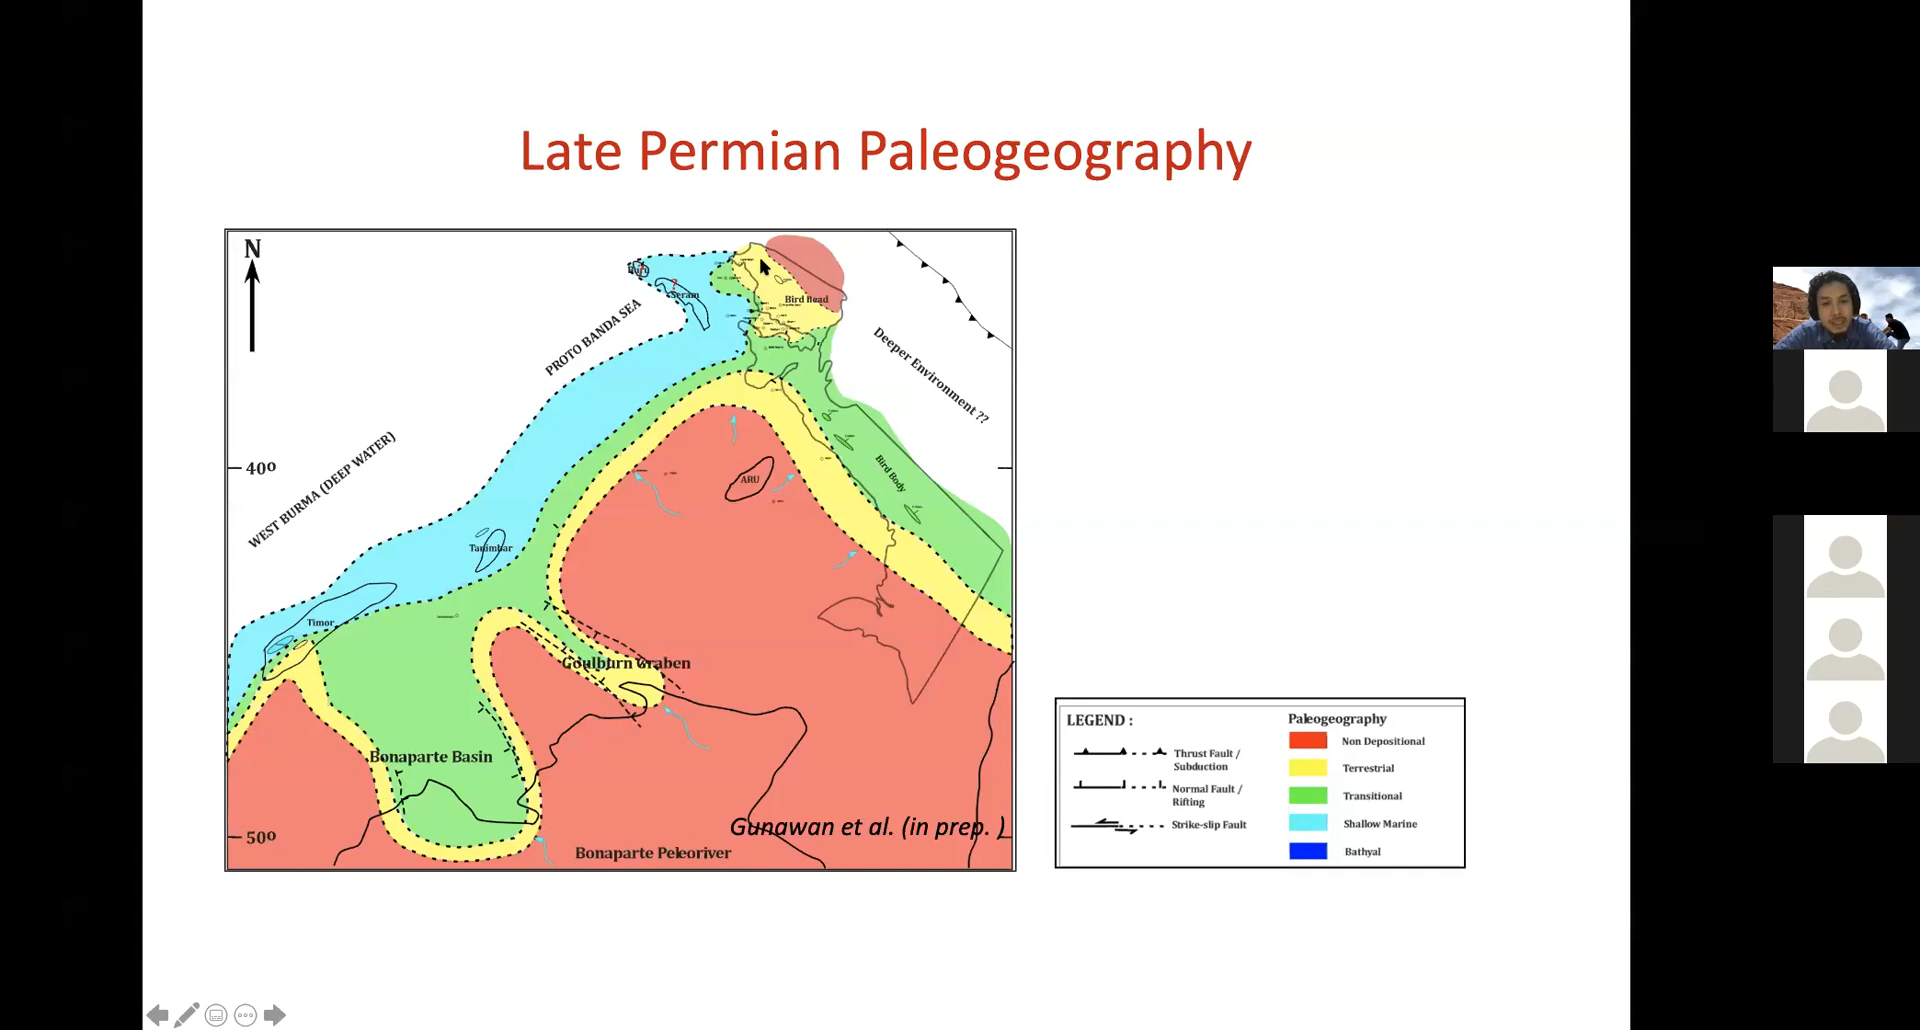 Late Permian Paleogeography
N
Seram
Bird Head
PROTO BANDA SEA
Deeper Environment ??
WEST BURMA (DEEP WATER)
40º
ARU
Bird Body
Tanimbar
Timor
Goulburn Graben
Bonaparte Basin
Gunawan et al. (in prep. )
50º
Bonaparte Peleoriver
LEGEND :
Thrust Fault /
Subduction
Normal Fault /
Rifting
Strike-slip Fault
Paleogeography
Non Depositional
Terrestrial
Transitional
Shallow Marine
Bathyal